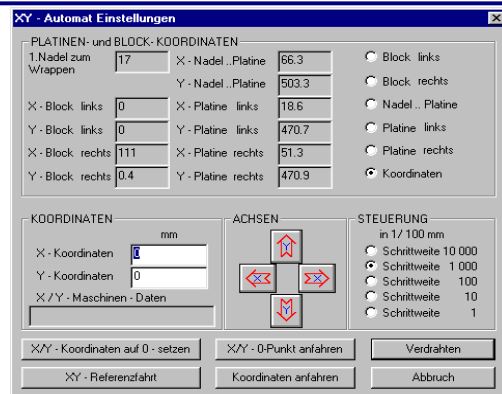 XY - Automat Einstellungen
PLATINEN- und BLOCK- KOORDINATEN
1.Nadel zum Wrappen 17 X - Nadel .. Platine 66.3 Block links
Y - Nadel .. Platine 503.3 Block rechts
X - Block links 0 X - Platine links 18.6 Nadel .. Platine
Y - Block links 0 Y - Platine links 470.7 Platine links
X - Block rechts 111 X - Platine rechts 51.3 Platine rechts
Y - Block rechts 0.4 Y - Platine rechts 470.9 Koordinaten
KOORDINATEN
mm
X - Koordinaten 0
Y - Koordinaten 0
X / Y - Maschinen - Daten
ACHSEN
Y
X X
Y
STEUERUNG
in 1/ 100 mm
Schrittweite 10 000
Schrittweite 1 000
Schrittweite 100
Schrittweite 10
Schrittweite 1
X/Y - Koordinaten auf 0 - setzen X/Y - 0-Punkt anfahren Verdrahten
XY - Referenzfahrt Koordinaten anfahren Abbruch